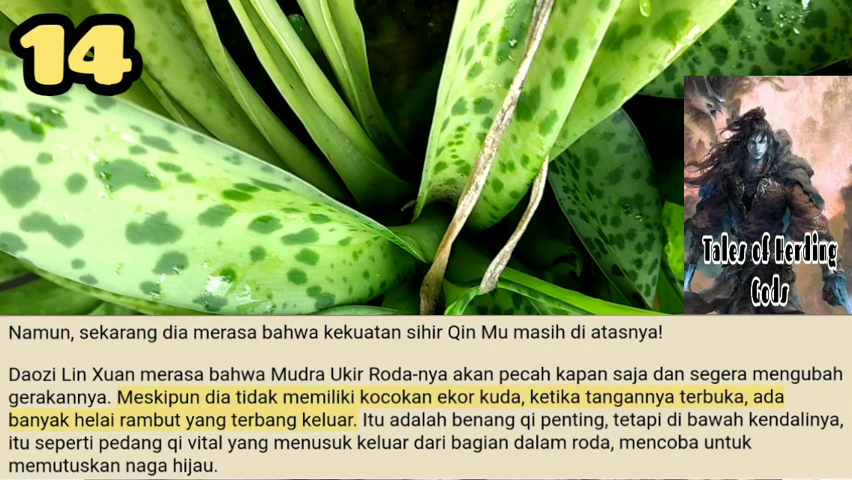 14
Tales of Herding
Gods
Namun, sekarang dia merasa bahwa kekuatan sihir Qin Mu masih di atasnya!
Daozi Lin Xuan merasa bahwa Mudra Ukir Roda-nya akan pecah kapan saja dan segera mengubah
gerakannya. Meskipun dia tidak memiliki kocokan ekor kuda, ketika tangannya terbuka, ada
banyak helai rambut yang terbang keluar. Itu adalah benang qi penting, tetapi di bawah kendalinya,
itu seperti pedang qi vital yang menusuk keluar dari bagian dalam roda, mencoba untuk
memutuskan naga hijau.